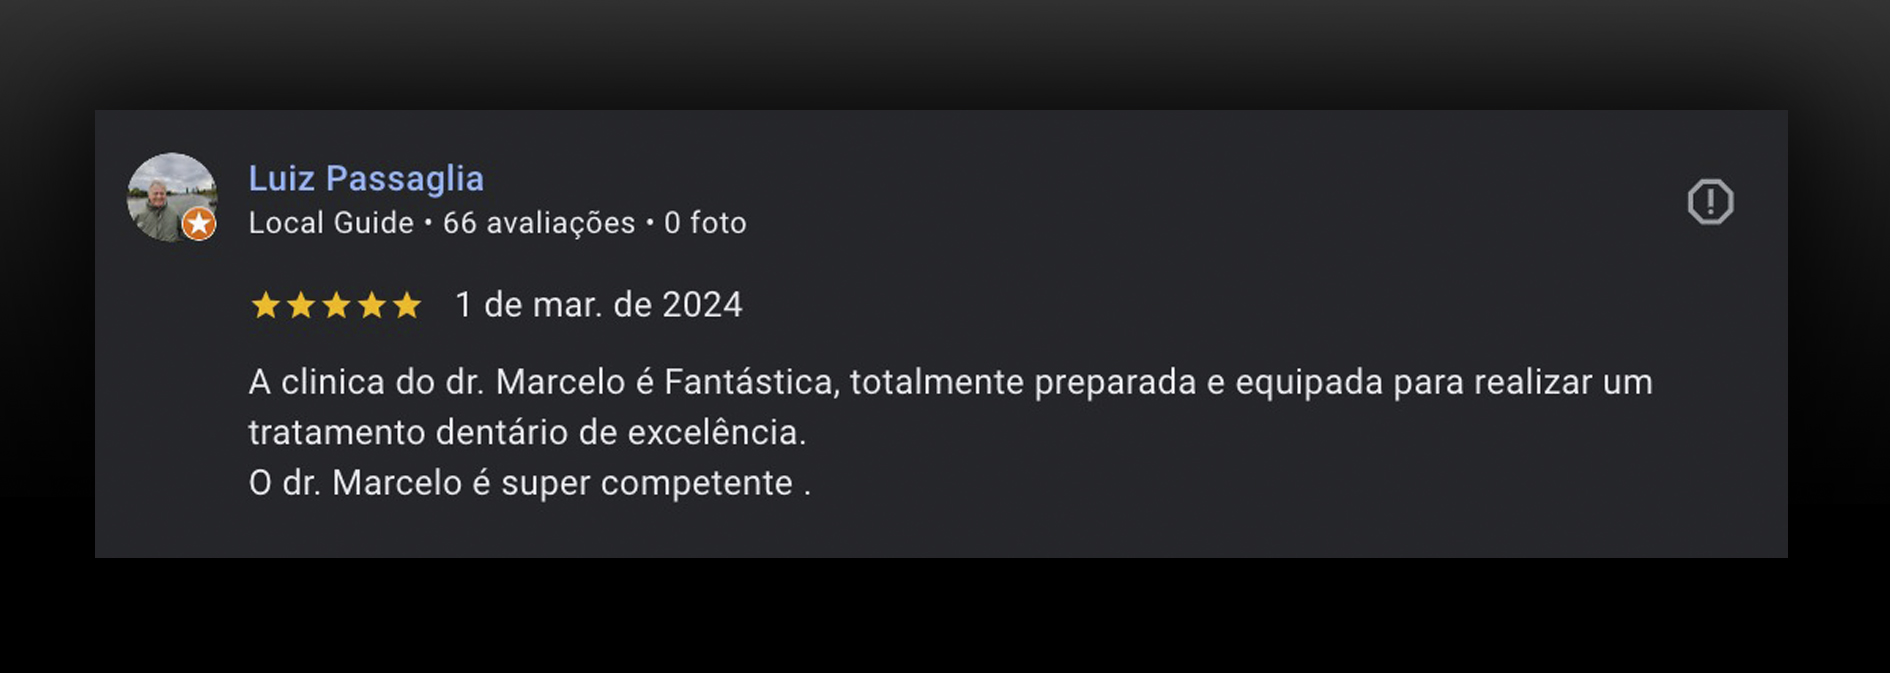 Luiz Passaglia
Local Guide • 66 avaliações • 0 foto
1 de mar. de 2024
A clinica do dr. Marcelo é Fantástica, totalmente preparada e equipada para realizar um
tratamento dentário de excelência.
O dr. Marcelo é super competente .